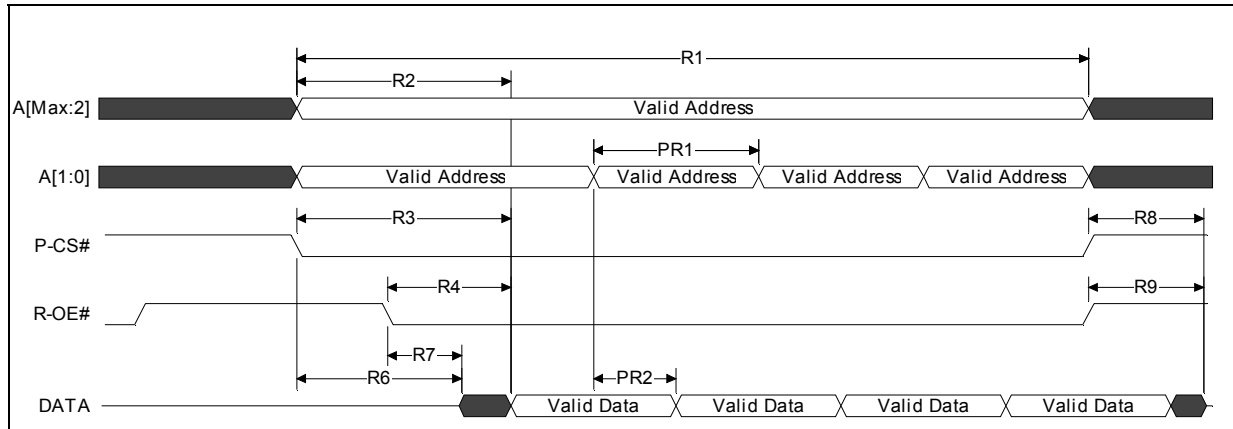 R1
R2
A[Max:2] Valid Address
PR1
A[1:0] Valid Address Valid Address Valid Address Valid Address
R3 R8
P-CS#
R4 R9
R-OE#
R7
R6 PR2
DATA Valid Data Valid Data Valid Data Valid Data